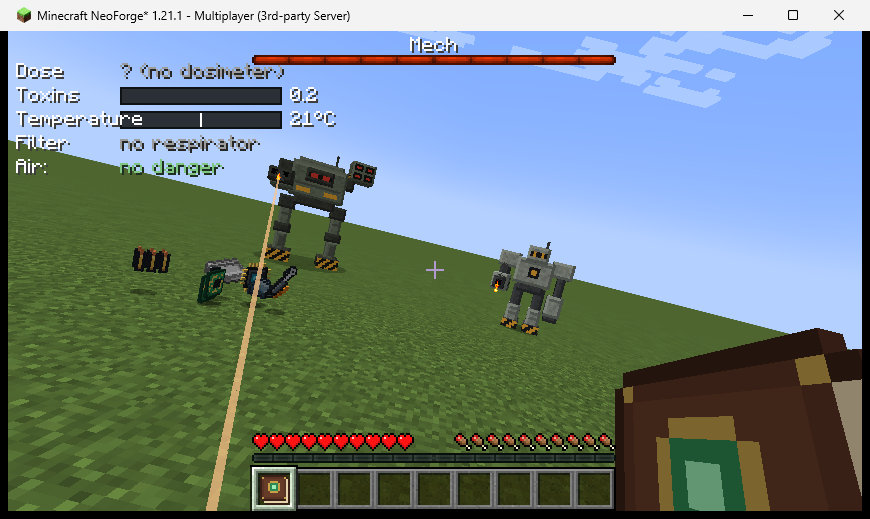 Minecraft NeoForge* 1.21.1 - Multiplayer (3rd-party Server)
Mech
Dose ? (no dosimeter)
Toxins 0.2
Temperature 21°C
Filter no respirator
Air: no danger